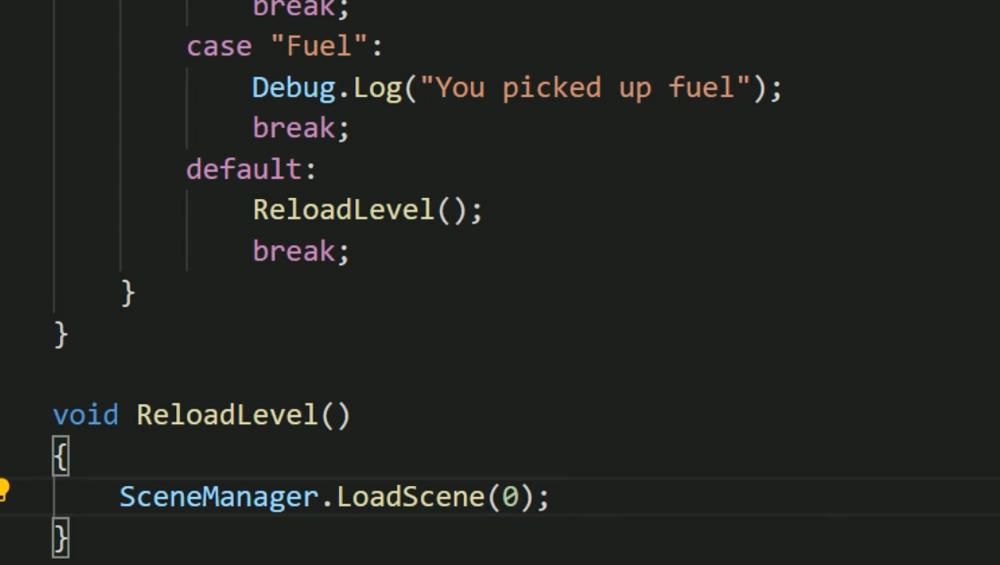 break;
case "Fuel":
Debug.Log("You picked up fuel");
break;
default:
ReloadLevel();
break;
}
}
void ReloadLevel()
{
SceneManager.LoadScene(0);
}